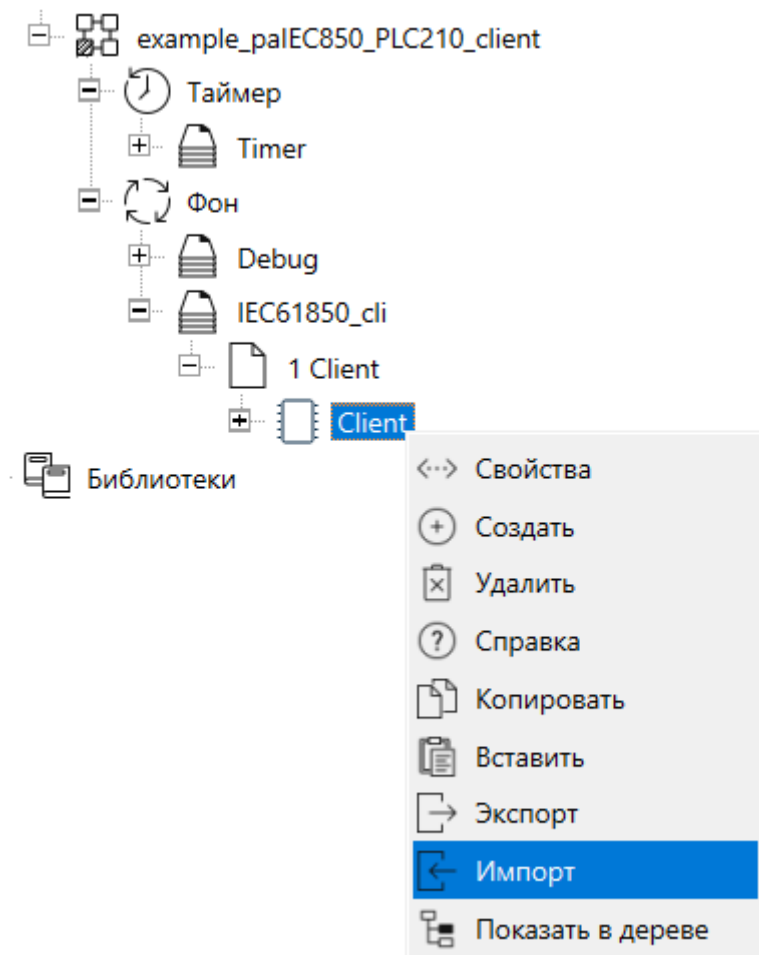 example_paIEC850_PLC210_client
Таймер
Timer
Фон
Debug
IEC61850_cli
1 Client
Client
Библиотеки
Свойства
Создать
Удалить
Справка
Копировать
Вставить
Экспорт
Импорт
Показать в дереве